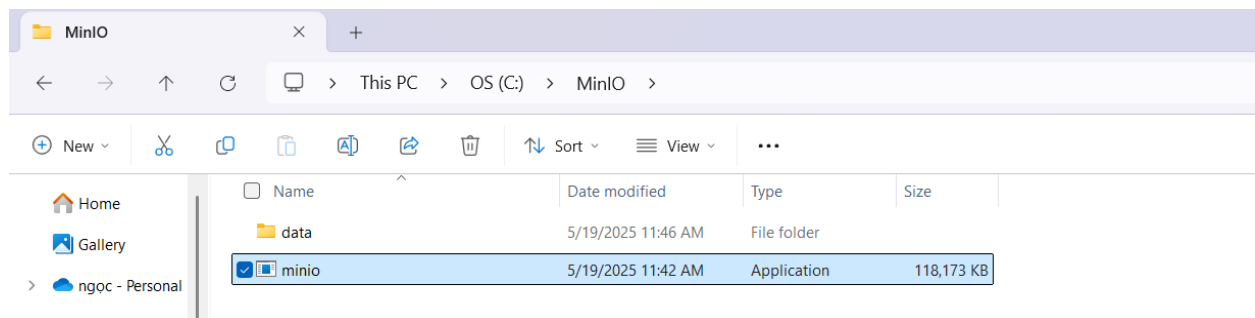 MinIO
This PC > OS (C:) > MinIO >
New
Sort
View
Name Date modified Type Size
Home
data 5/19/2025 11:46 AM File folder
Gallery
minio 5/19/2025 11:42 AM Application 118,173 KB
ngọc - Personal